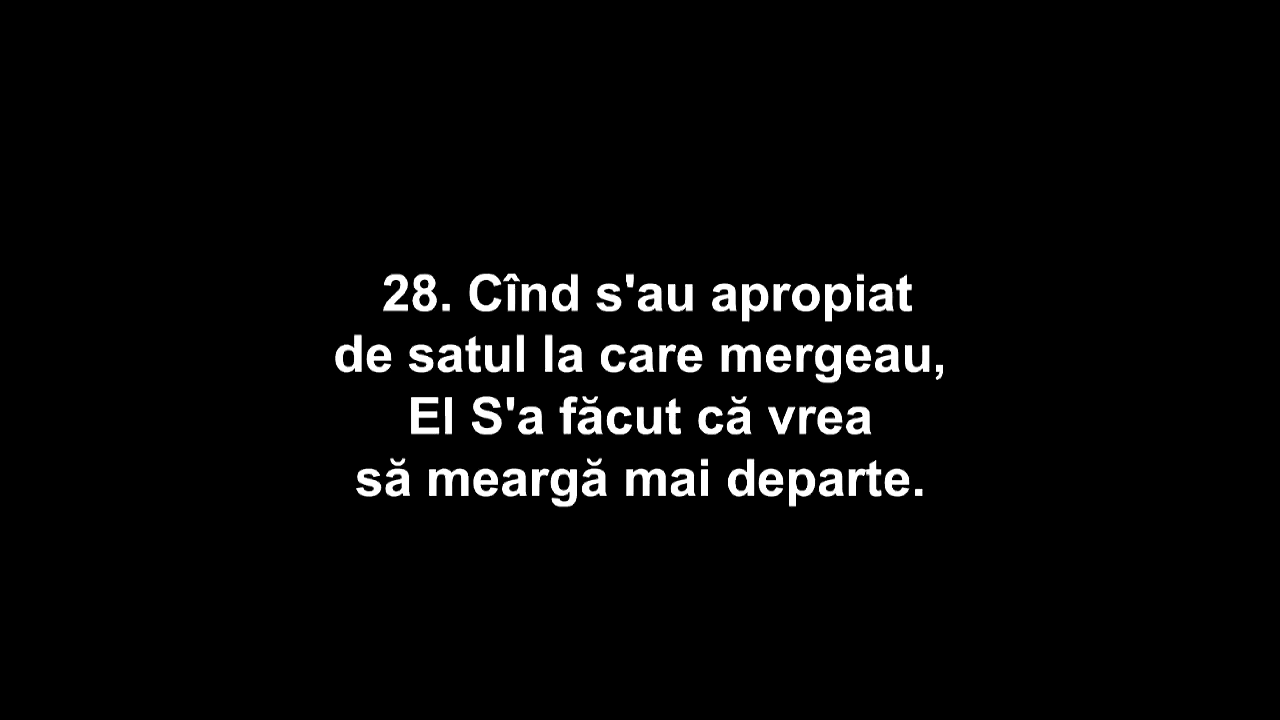 28. Cînd s'au apropiat
de satul la care mergeau,
El S'a făcut că vrea
să meargă mai departe.